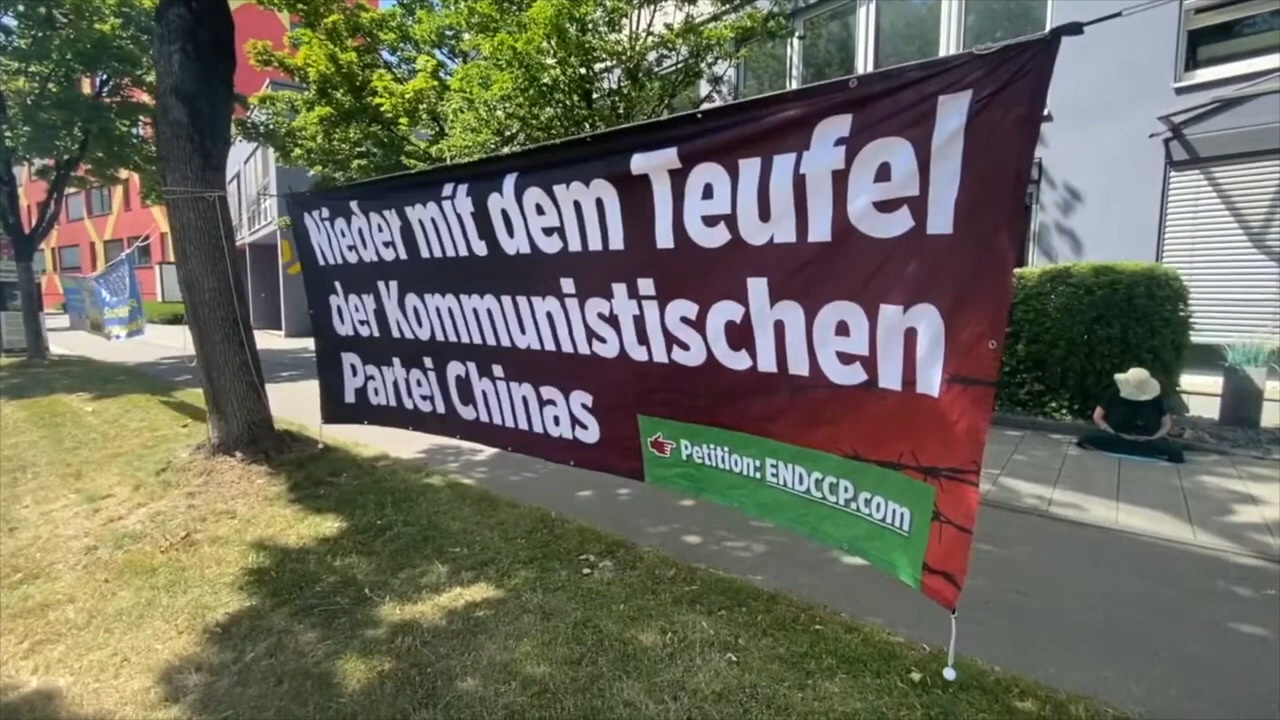 Nieder mit dem Teufel
der Kommunistischen
Partei Chinas
Petition: ENDCCP.com